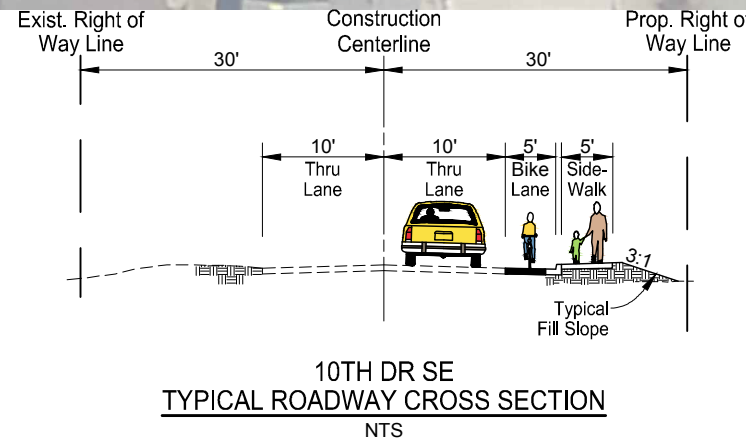 Exist. Right of
Way Line
Construction
Centerline
Prop. Right of
Way Line
30'
30'
10'
10'
5'
5'
Thru
Lane
Thru
Lane
Bike
Lane
Side-
Walk
3:1
Typical
Fill Slope
10TH DR SE
TYPICAL ROADWAY CROSS SECTION
NTS